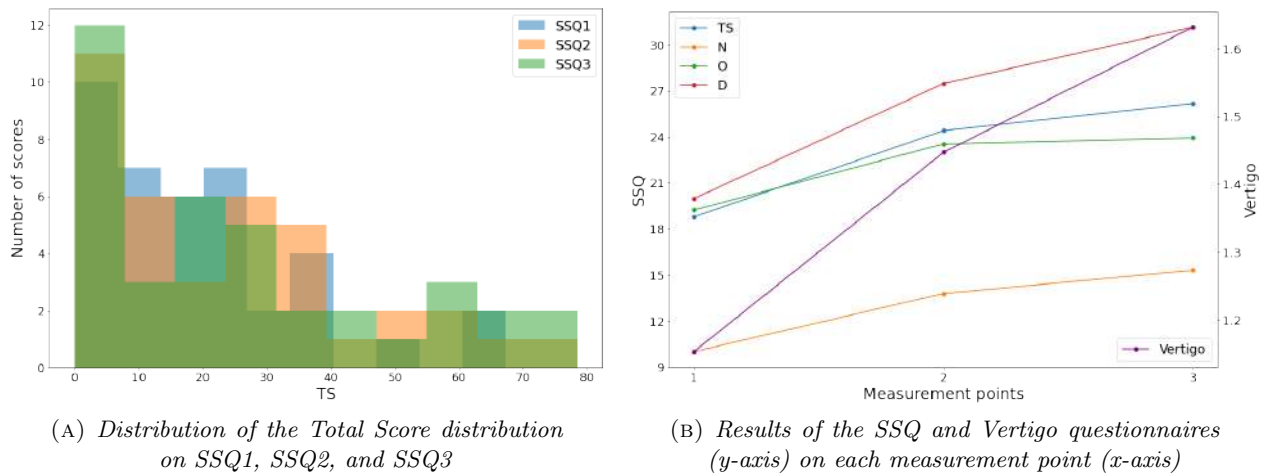 12
10
8
6
4
2
0
Number of scores
SSQ1
SSQ2
SSQ3
0 10 20 30 40 50 60 70 80
TS
(A) Distribution of the Total Score distribution
on SSQ1, SSQ2, and SSQ3
30
27
24
21
18
15
12
9
SSQ
TS
N
O
D
1.6
1.5
1.4
1.3
1.2
Vertigo
Vertigo
1 2 3
Measurement points
(B) Results of the SSQ and Vertigo questionnaires
(y-axis) on each measurement point (x-axis)